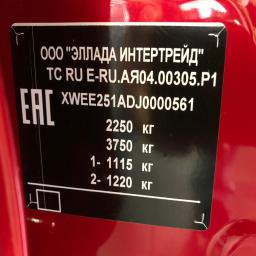 ООО "ЭЛЛАДА ИНТЕРТРЕЙД"
ТС RU E-RU.АЯ04.00305.Р1
XWEE251ADJ0000561
EAC
2250 кг
3750 кг
1- 1115 кг
2- 1220 кг